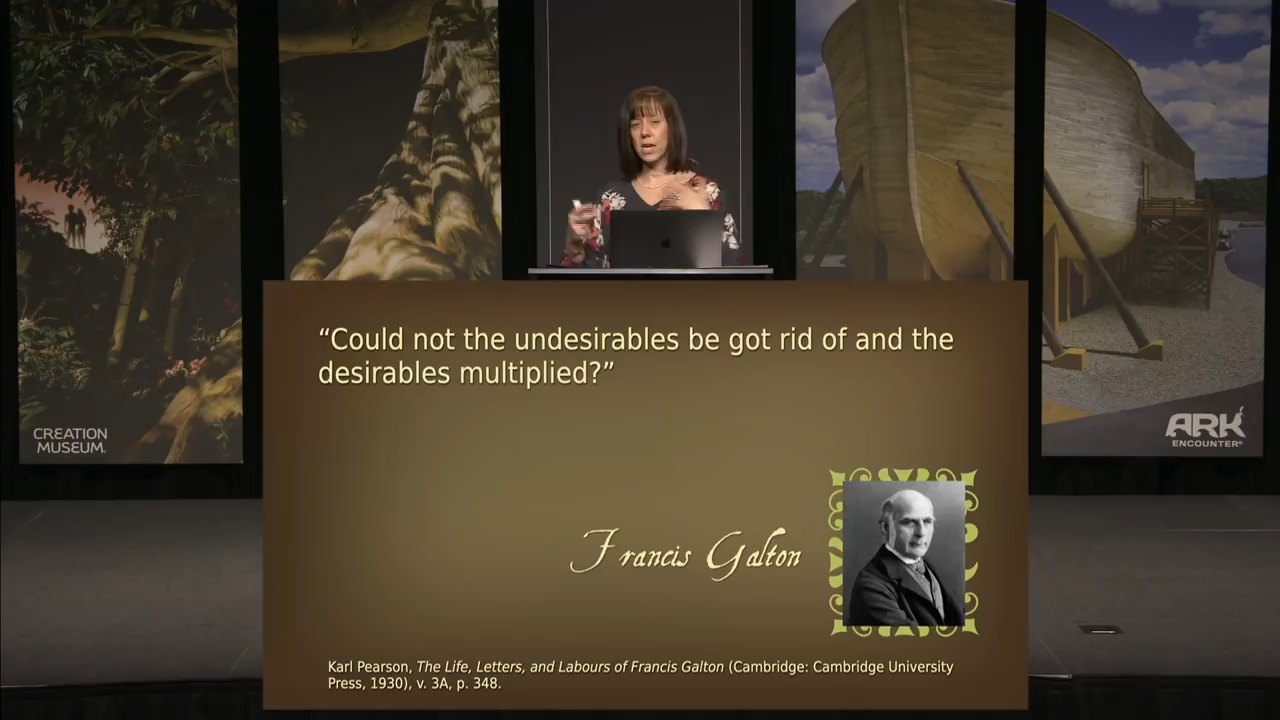 “Could not the undesirables be got rid of and the
desirables multiplied?”
Francis Galton
Karl Pearson, The Life, Letters, and Labours of Francis Galton (Cambridge: Cambridge University
Press, 1930), v. 3A, p. 348.
CREATION
MUSEUM.
ARK
ENCOUNTER®